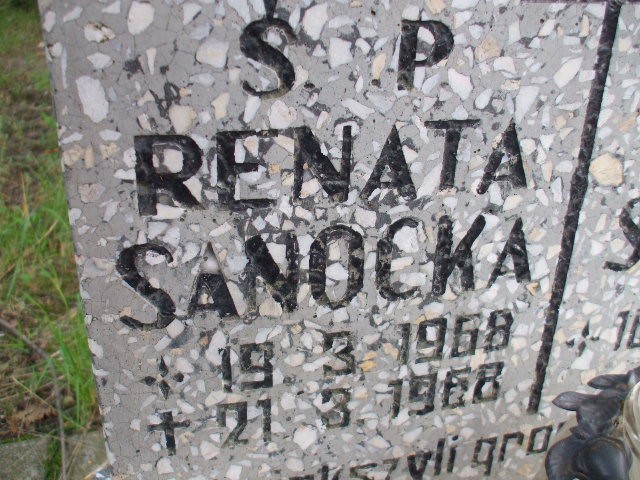 Ś P
RENATA
SANOCKA
* 19. 3. 1968
+ 21. 3. 1968